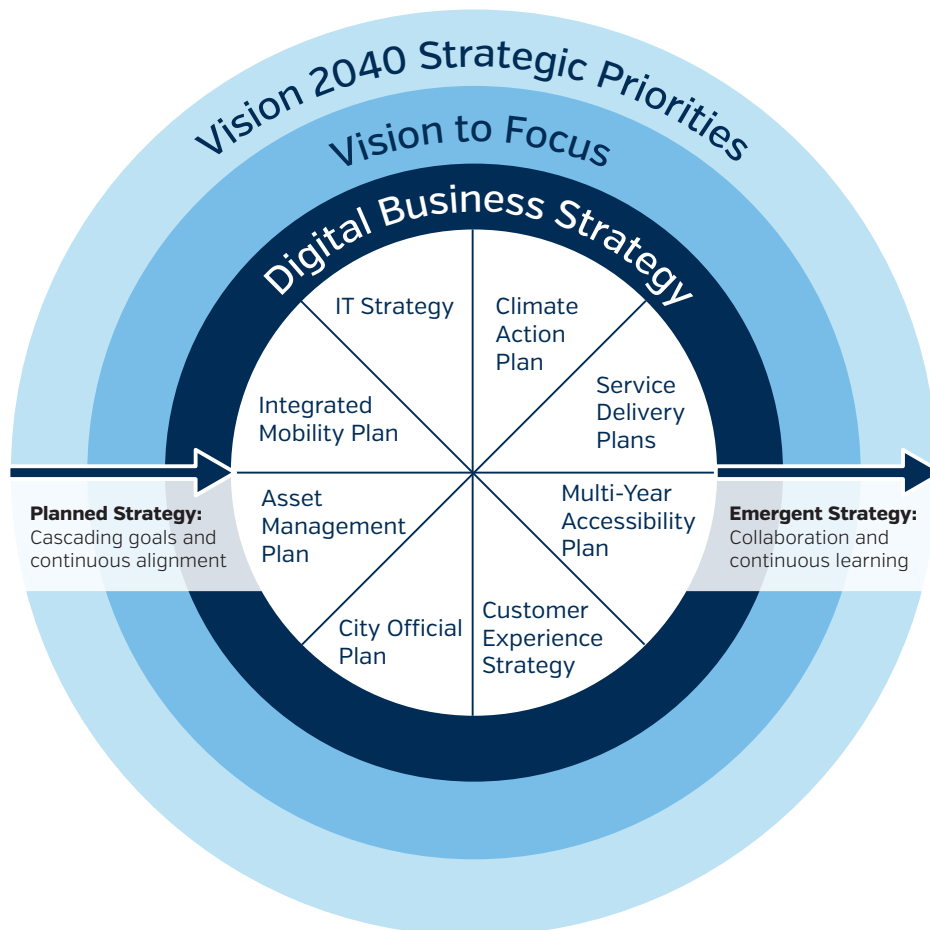 Vision 2040 Strategic Priorities
Vision to Focus
Digital Business Strategy
IT Strategy
Climate
Action
Plan
Service
Delivery
Plans
Integrated
Mobility Plan
Asset
Management
Plan
Multi-Year
Accessibility
Plan
City Official
Plan
Customer
Experience
Strategy
Planned Strategy:
Cascading goals and
continuous alignment
Emergent Strategy:
Collaboration and
continuous learning